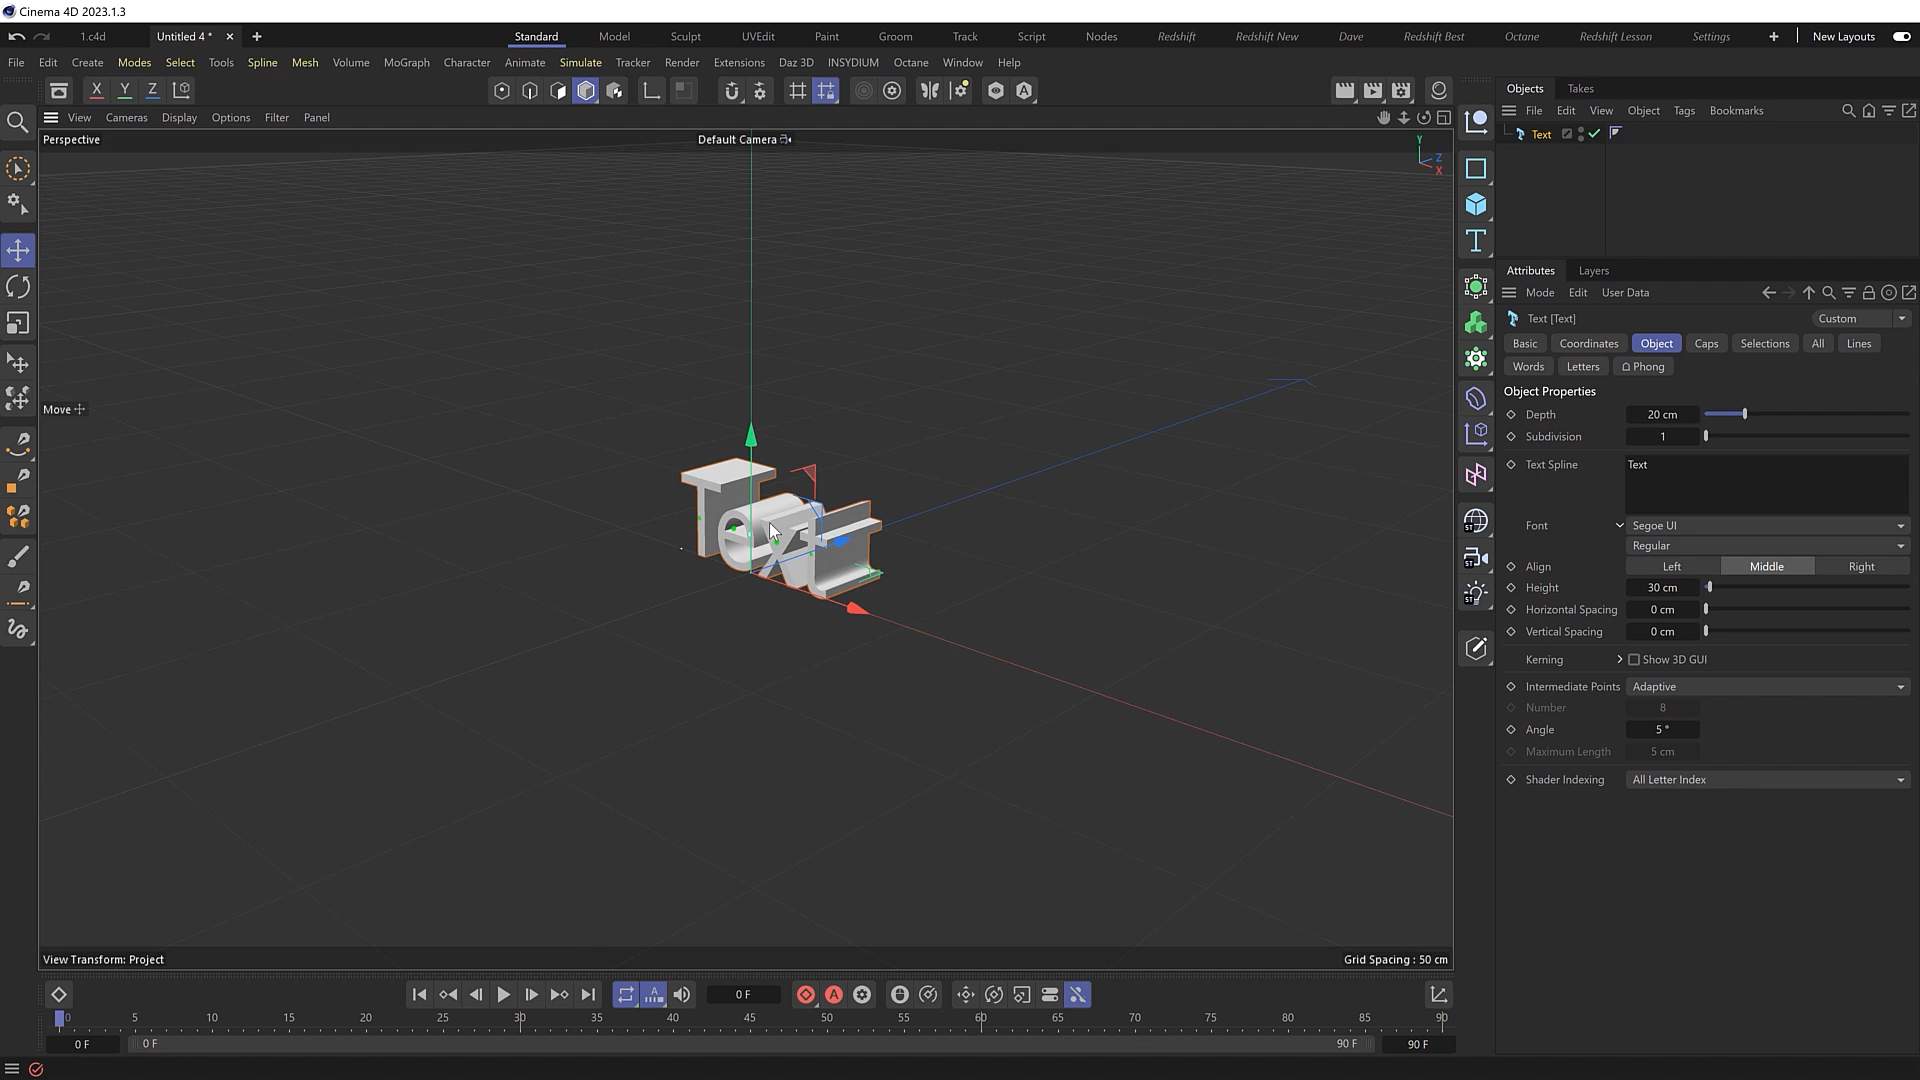 Cinema 4D 2023.1.3
1.c4d
Untitled 4 *
Standard
Model
Sculpt
UVEdit
Paint
Groom
Track
Script
Nodes
Redshift
Redshift New
Dave
Redshift Best
Octane
Redshift Lesson
Settings
New Layouts
File
Edit
Create
Modes
Select
Tools
Spline
Mesh
Volume
MoGraph
Character
Animate
Simulate
Tracker
Render
Extensions
Daz 3D
INSYDIUM
Octane
Window
Help
X
Y
Z
View
Cameras
Display
Options
Filter
Panel
Perspective
Default Camera
Y
Z
X
Move
Text
View Transform: Project
Grid Spacing : 50 cm
Objects
Takes
File
Edit
View
Object
Tags
Bookmarks
Text
Attributes
Layers
Mode
Edit
User Data
Text [Text]
Custom
Basic
Coordinates
Object
Caps
Selections
All
Lines
Words
Letters
Phong
Object Properties
Depth
20 cm
Subdivision
1
Text Spline
Text
Font
Segoe UI
Regular
Align
Left
Middle
Right
Height
30 cm
Horizontal Spacing
0 cm
Vertical Spacing
0 cm
Kerning
Show 3D GUI
Intermediate Points
Adaptive
Number
8
Angle
5 °
Maximum Length
5 cm
Shader Indexing
All Letter Index
ST
ST
ST
0 F
0
5
10
15
20
25
30
35
40
45
50
55
60
65
70
75
80
85
90
0 F
0 F
90 F
90 F